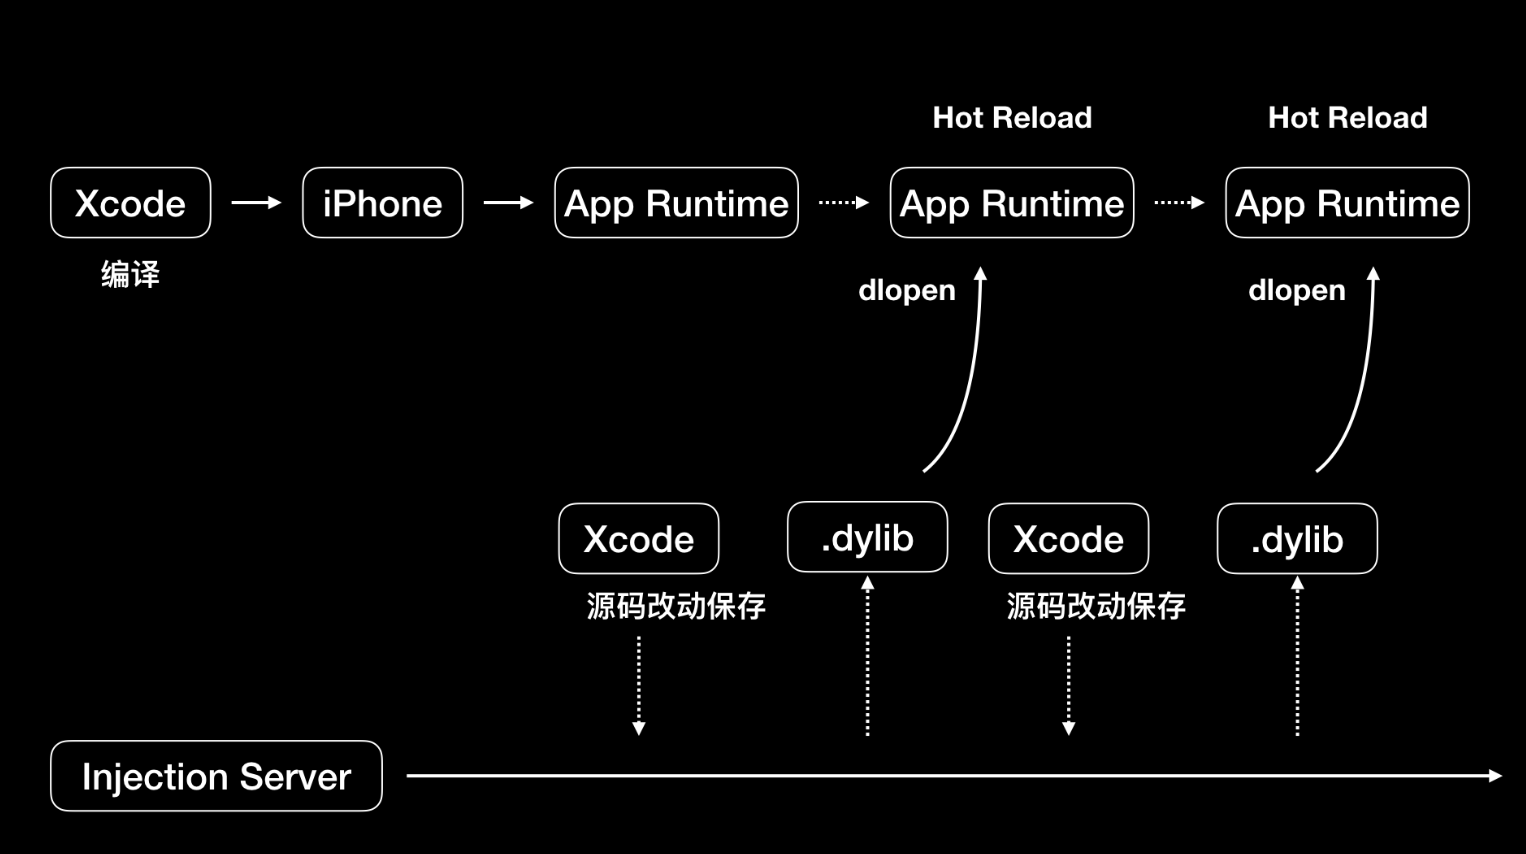 Hot Reload
Hot Reload
Xcode
iPhone
App Runtime
App Runtime
App Runtime
编译
dlopen
dlopen
Xcode
.dylib
Xcode
.dylib
源码改动保存
源码改动保存
Injection Server